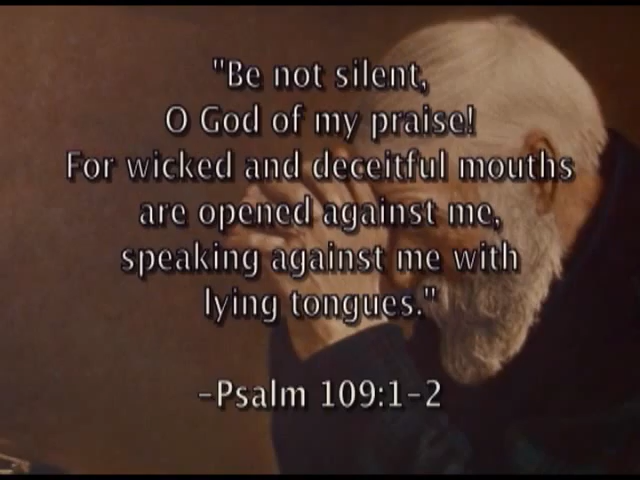 "Be not silent,
O God of my praise!
For wicked and deceitful mouths
are opened against me,
speaking against me with
lying tongues."
-Psalm 109:1-2